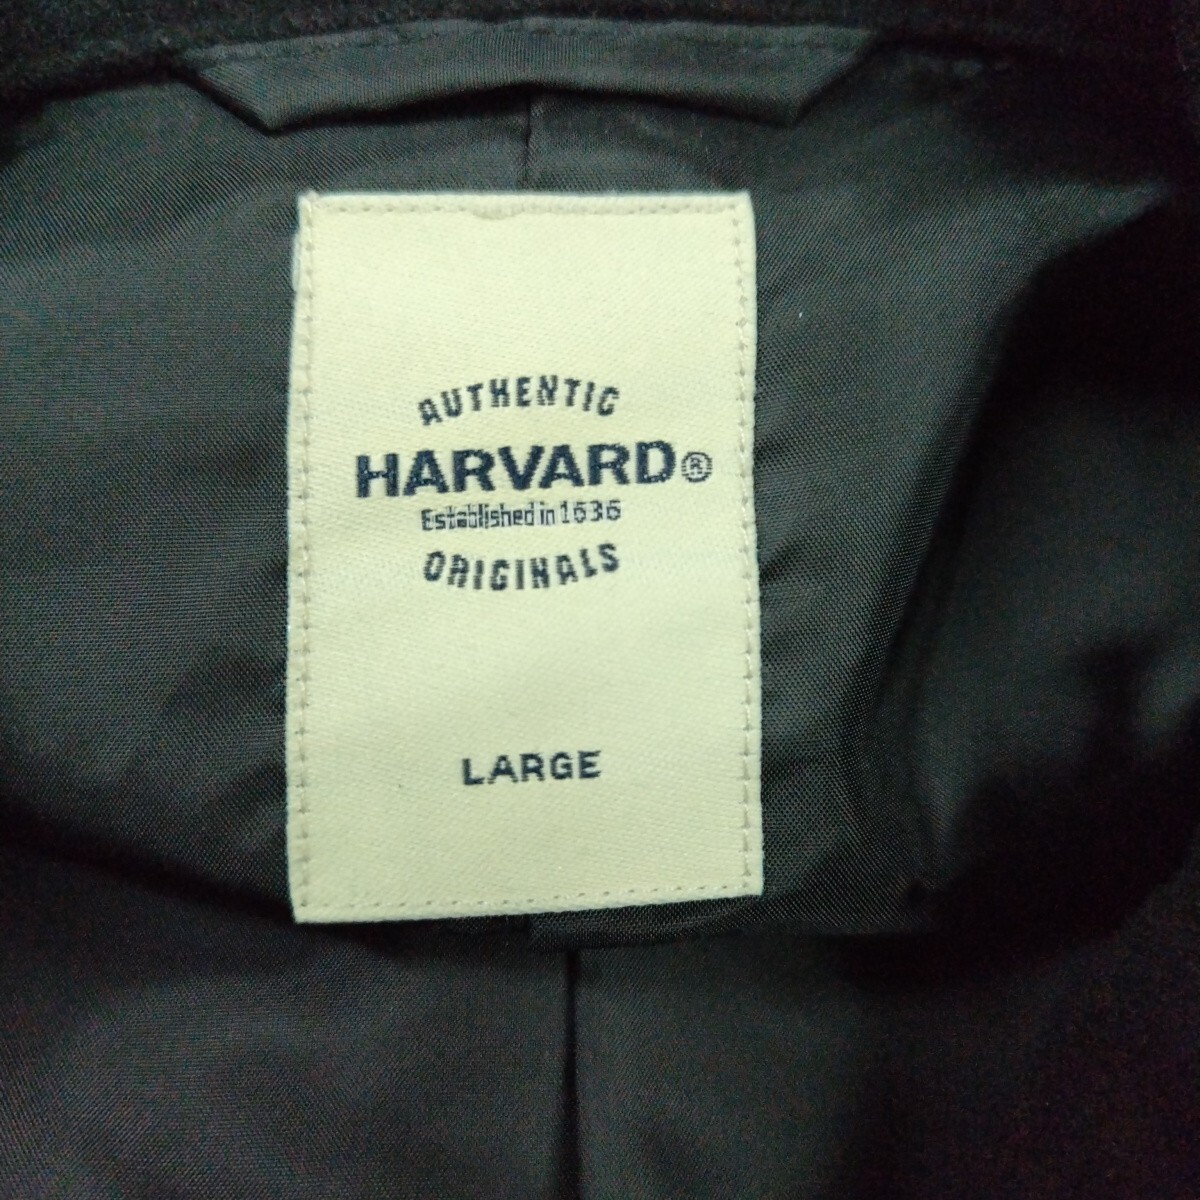 AUTHENTIC
HARVARD®
Established in 1636
ORIGINALS
LARGE